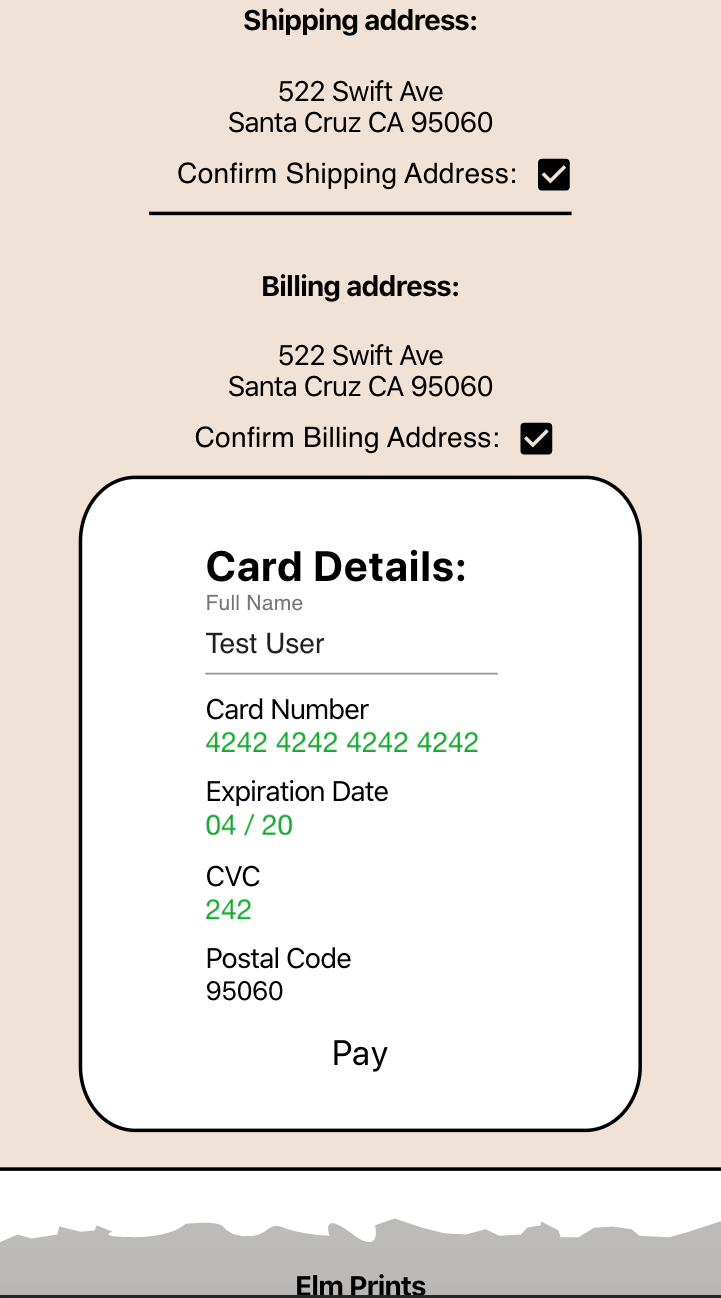 Shipping address:
522 Swift Ave
Santa Cruz CA 95060
Confirm Shipping Address:
Billing address:
522 Swift Ave
Santa Cruz CA 95060
Confirm Billing Address:
Card Details:
Full Name
Test User
Card Number
4242 4242 4242 4242
Expiration Date
04 / 20
CVC
242
Postal Code
95060
Pay
Elm Prints